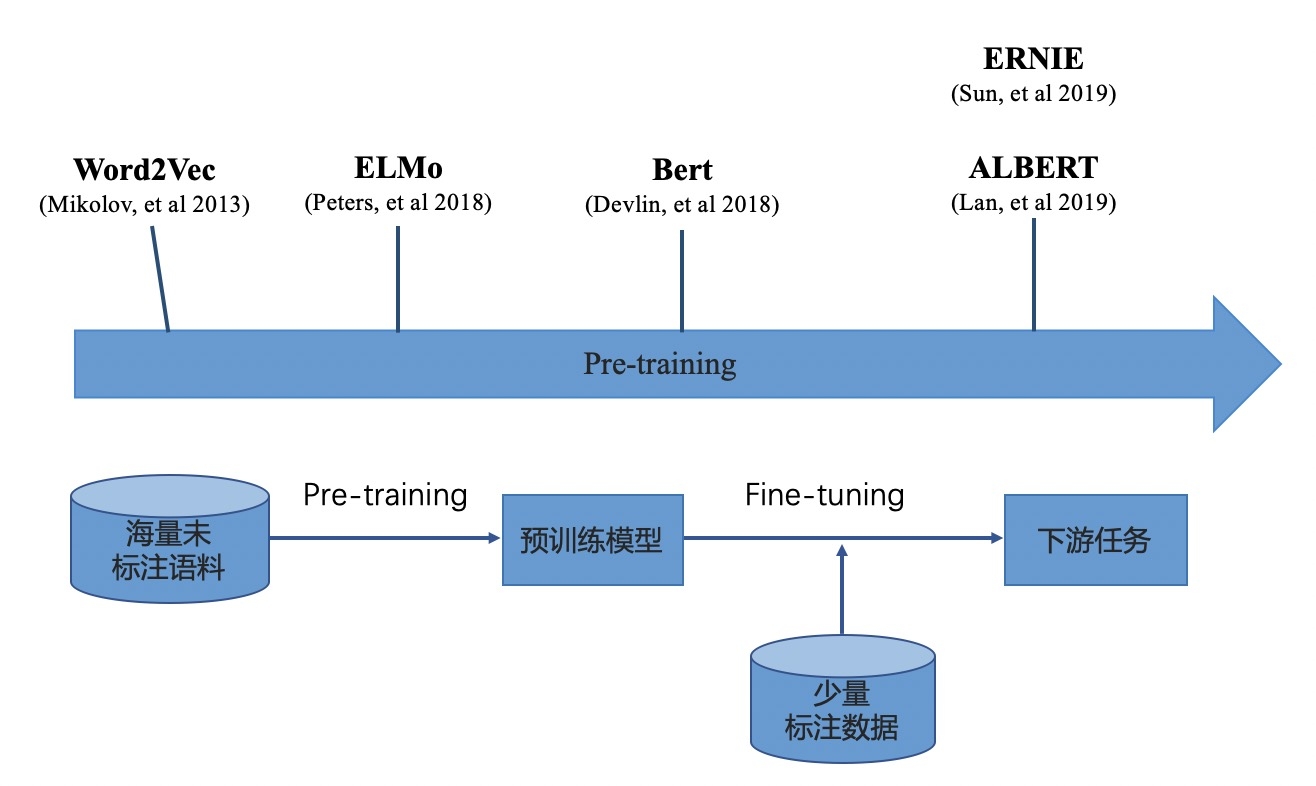 ERNIE
(Sun, et al 2019)
Word2Vec
(Mikolov, et al 2013)
ELMo
(Peters, et al 2018)
Bert
(Devlin, et al 2018)
ALBERT
(Lan, et al 2019)
Pre-training
海量未
标注语料
Pre-training
预训练模型
Fine-tuning
下游任务
少量
标注数据